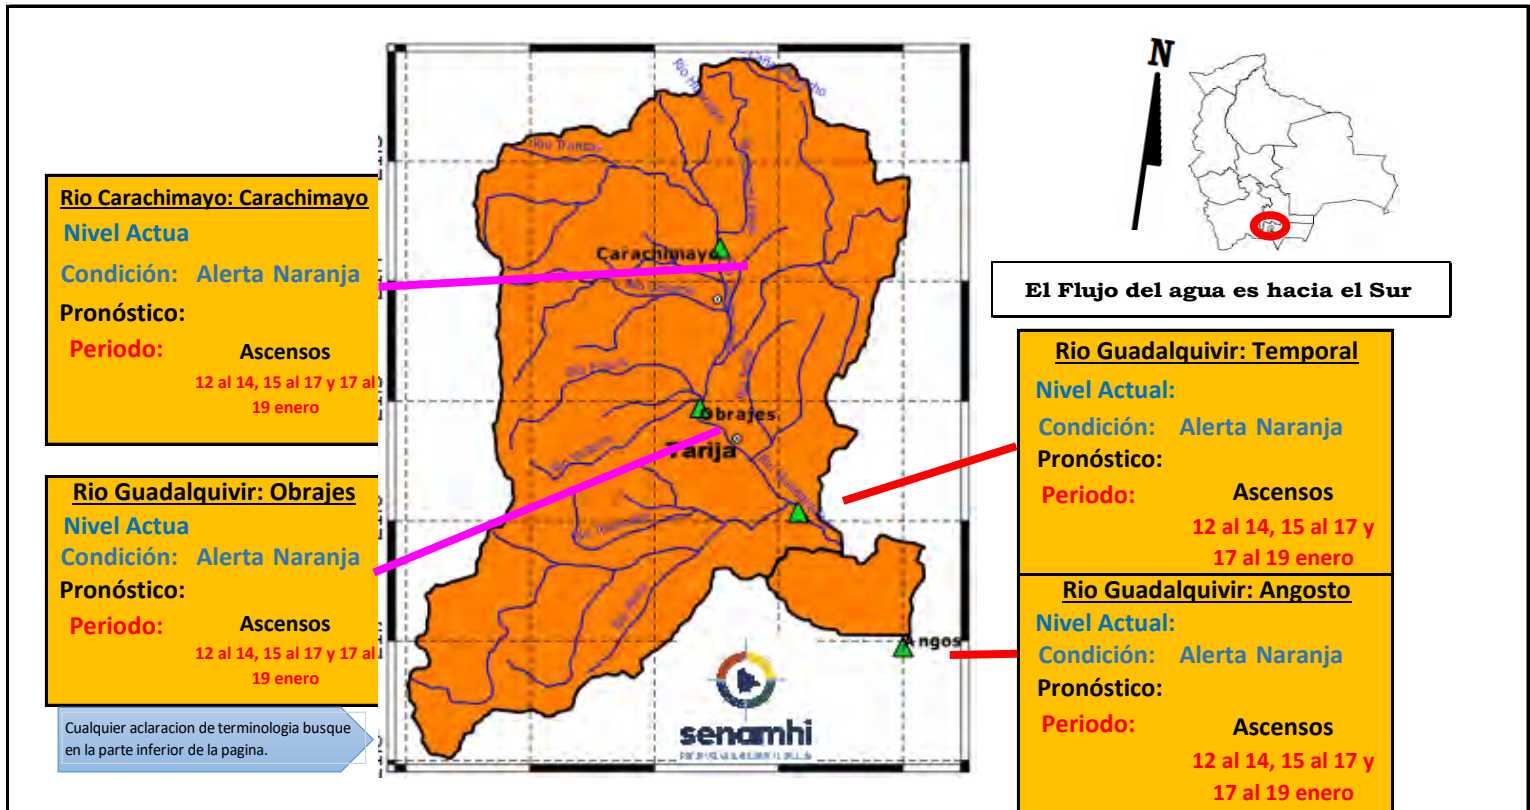 Rio Carachimayo: Carachimayo
Nivel Actua
Condición: Alerta Naranja
Pronóstico:
Periodo: Ascensos
12 al 14, 15 al 17 y 17 al
19 enero
Rio Guadalquivir: Obrajes
Nivel Actua
Condición: Alerta Naranja
Pronóstico:
Periodo: Ascensos
12 al 14, 15 al 17 y 17 al
19 enero
Cualquier aclaracion de terminologia busque
en la parte inferior de la pagina.
Carachimayo
Obrajes
Tarija
Angos
senamhi
N
El Flujo del agua es hacia el Sur
Rio Guadalquivir: Temporal
Nivel Actual:
Condición: Alerta Naranja
Pronóstico:
Periodo: Ascensos
12 al 14, 15 al 17 y
17 al 19 enero
Rio Guadalquivir: Angosto
Nivel Actual:
Condición: Alerta Naranja
Pronóstico:
Periodo: Ascensos
12 al 14, 15 al 17 y
17 al 19 enero